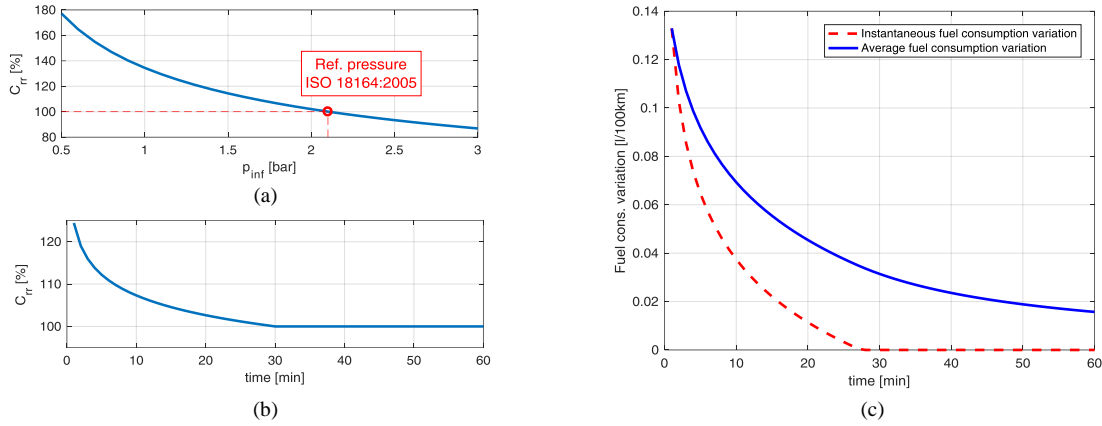 180
160
140
120
100
80
C_rr [%]
Ref. pressure
ISO 18164:2005
0.5
1
1.5
2
2.5
3
p_inf [bar]
(a)
120
110
100
C_rr [%]
0
10
20
30
40
50
60
time [min]
(b)
0.14
0.12
0.1
0.08
0.06
0.04
0.02
0
Fuel cons. variation [l/100km]
Instantaneous fuel consumption variation
Average fuel consumption variation
10
20
30
40
50
60
time [min]
(c)